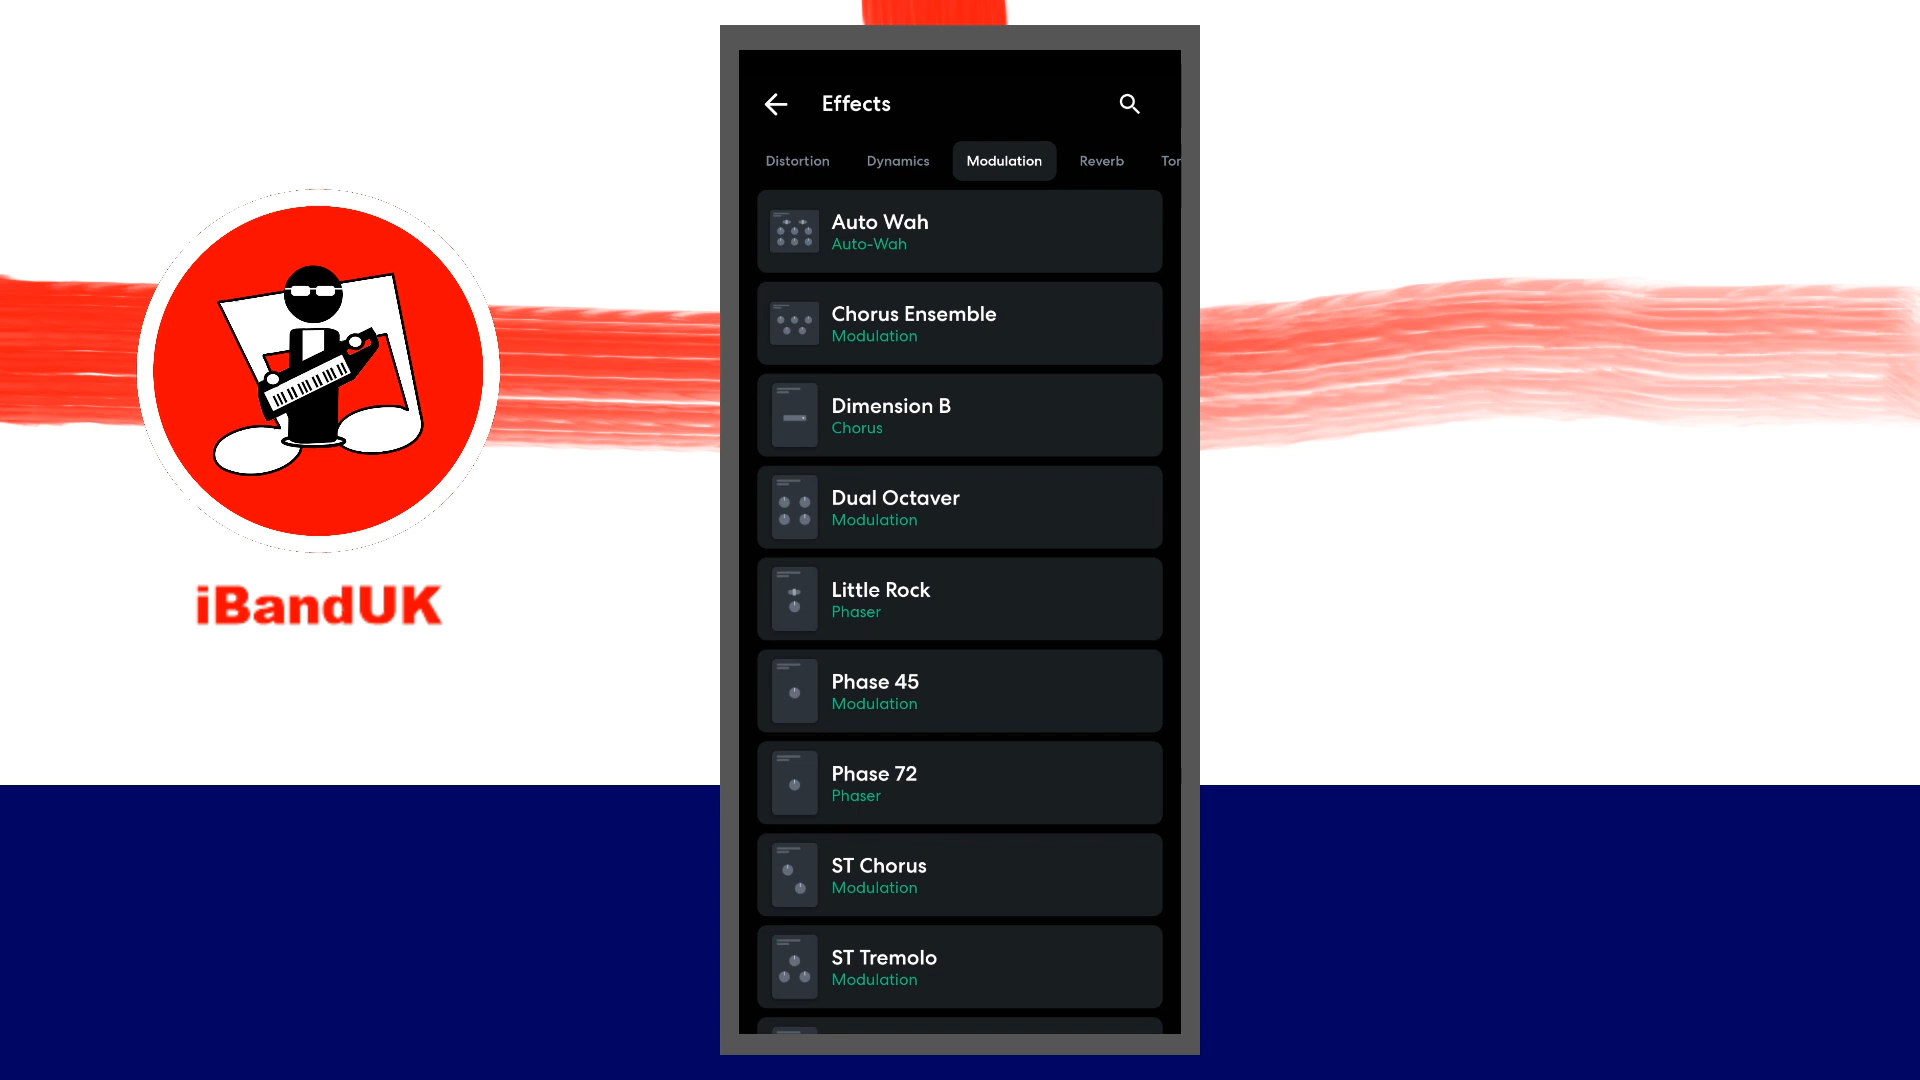 Effects
Distortion Dynamics Modulation Reverb
Auto Wah
Auto-Wah
Chorus Ensemble
Modulation
Dimension B
Chorus
Dual Octaver
Modulation
Little Rock
Phaser
Phase 45
Modulation
Phase 72
Phaser
ST Chorus
Modulation
ST Tremolo
Modulation
iBandUK